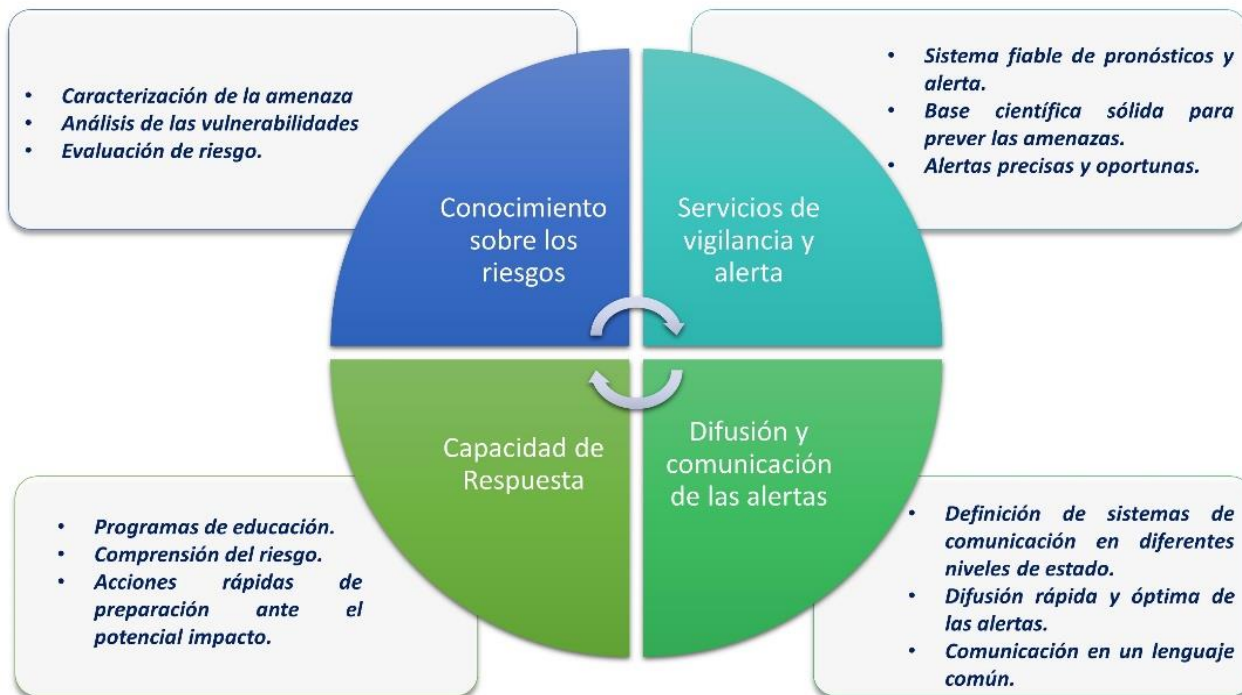 • Caracterización de la amenaza
• Análisis de las vulnerabilidades
• Evaluación de riesgo.
• Sistema fiable de pronósticos y
alerta.
• Base científica sólida para
prever las amenazas.
• Alertas precisas y oportunas.
Conocimiento
sobre los
riesgos
Servicios de
vigilancia y
alerta
Capacidad de
Respuesta
Difusión y
comunicación
de las alertas
• Programas de educación.
• Comprensión del riesgo.
• Acciones rápidas de
preparación ante el
potencial impacto.
• Definición de sistemas de
comunicación en diferentes
niveles de estado.
• Difusión rápida y óptima de
las alertas.
• Comunicación en un lenguaje
común.